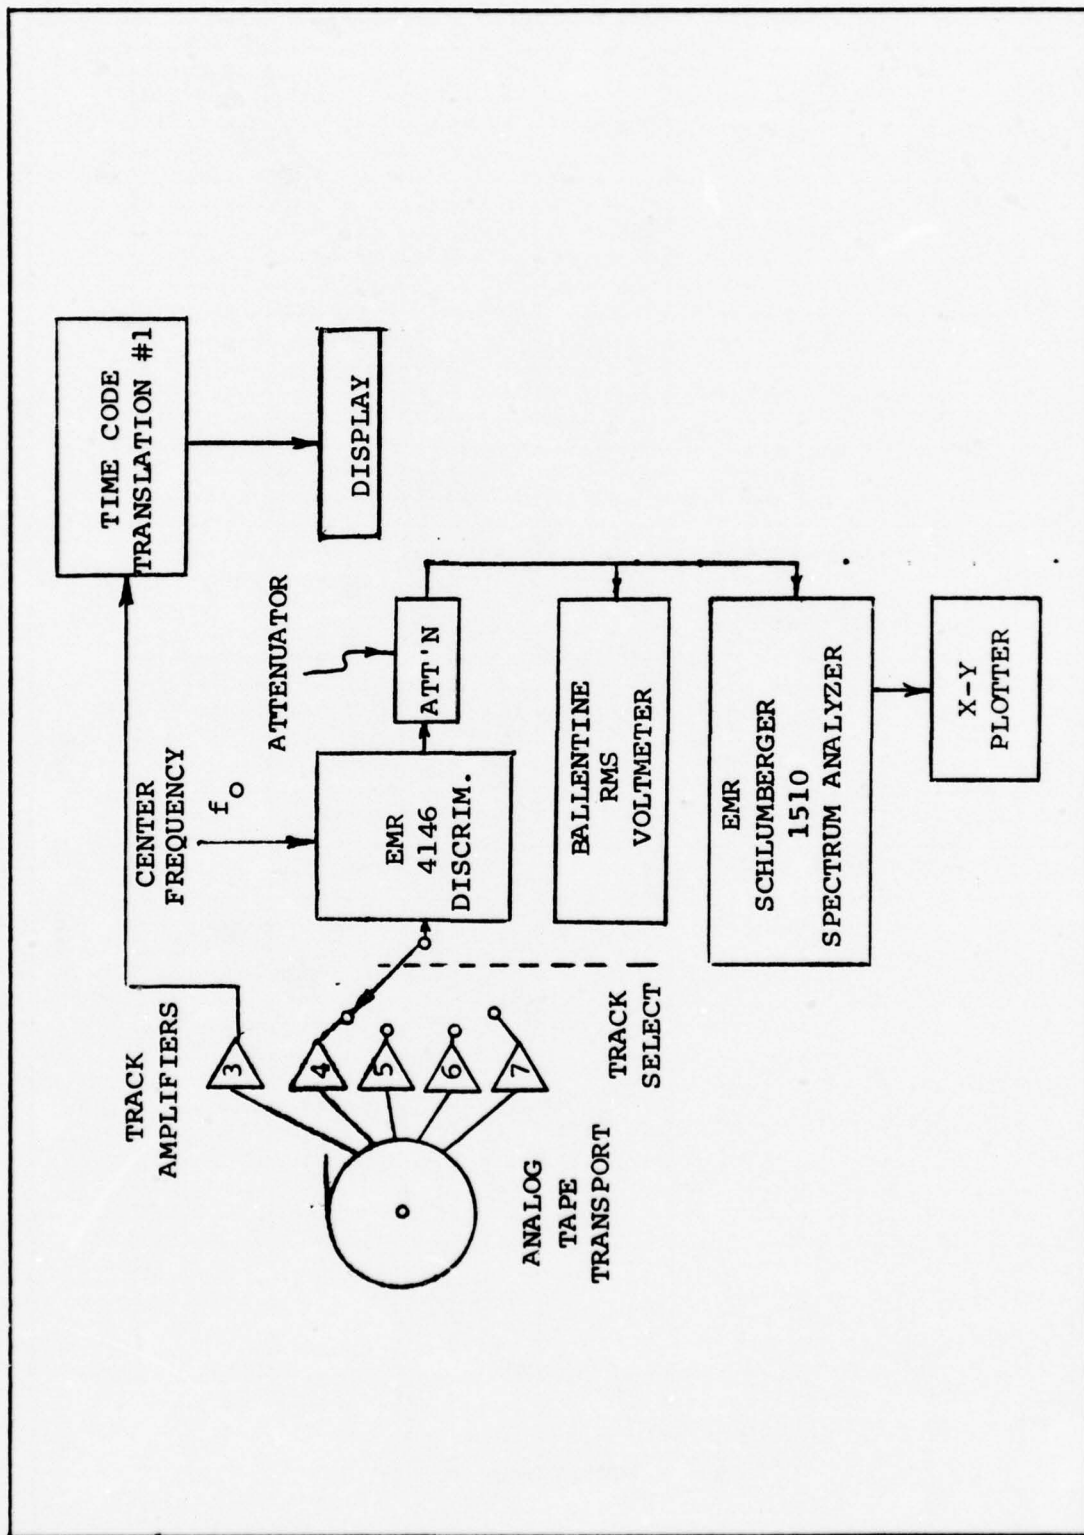 TRACK
AMPLIFIERS
CENTER
FREQUENCY
f₀
TIME CODE
TRANSLATION #1
DISPLAY
ATTENUATOR
ATT'N
EMR
4146
DISCRIM.
3
4
5
6
7
ANALOG
TAPE
TRANSPORT
TRACK
SELECT
BALLENTINE
RMS
VOLTMETER
EMR
SCHLUMBERGER
1510
SPECTRUM ANALYZER
X-Y
PLOTTER